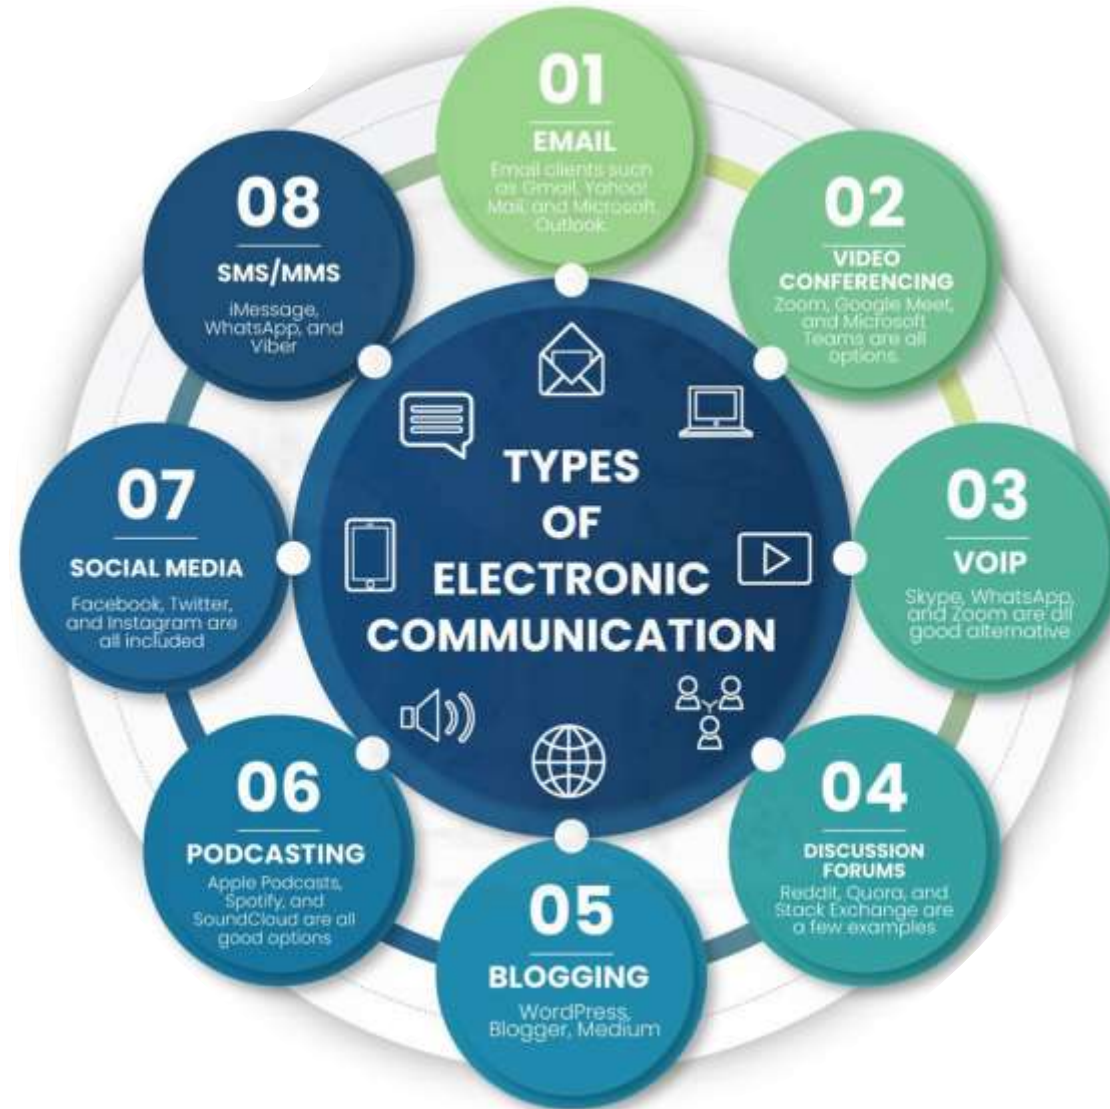 01
EMAIL
Email clients such
as Gmail, Yahoo!
Mail, and Microsoft
Outlook.
02
VIDEO
CONFERENCING
Zoom, Google Meet,
and Microsoft
Teams are all
options.
03
VOIP
Skype, WhatsApp,
and Zoom are all
good alternative
04
DISCUSSION
FORUMS
Reddit, Quora, and
Stack Exchange are
a few examples
05
BLOGGING
WordPress,
Blogger, Medium
06
PODCASTING
Apple Podcasts,
Spotify, and
SoundCloud are all
good options
07
SOCIAL MEDIA
Facebook, Twitter,
and Instagram are
all included
08
SMS/MMS
iMessage,
WhatsApp, and
Viber
TYPES
OF
ELECTRONIC
COMMUNICATION